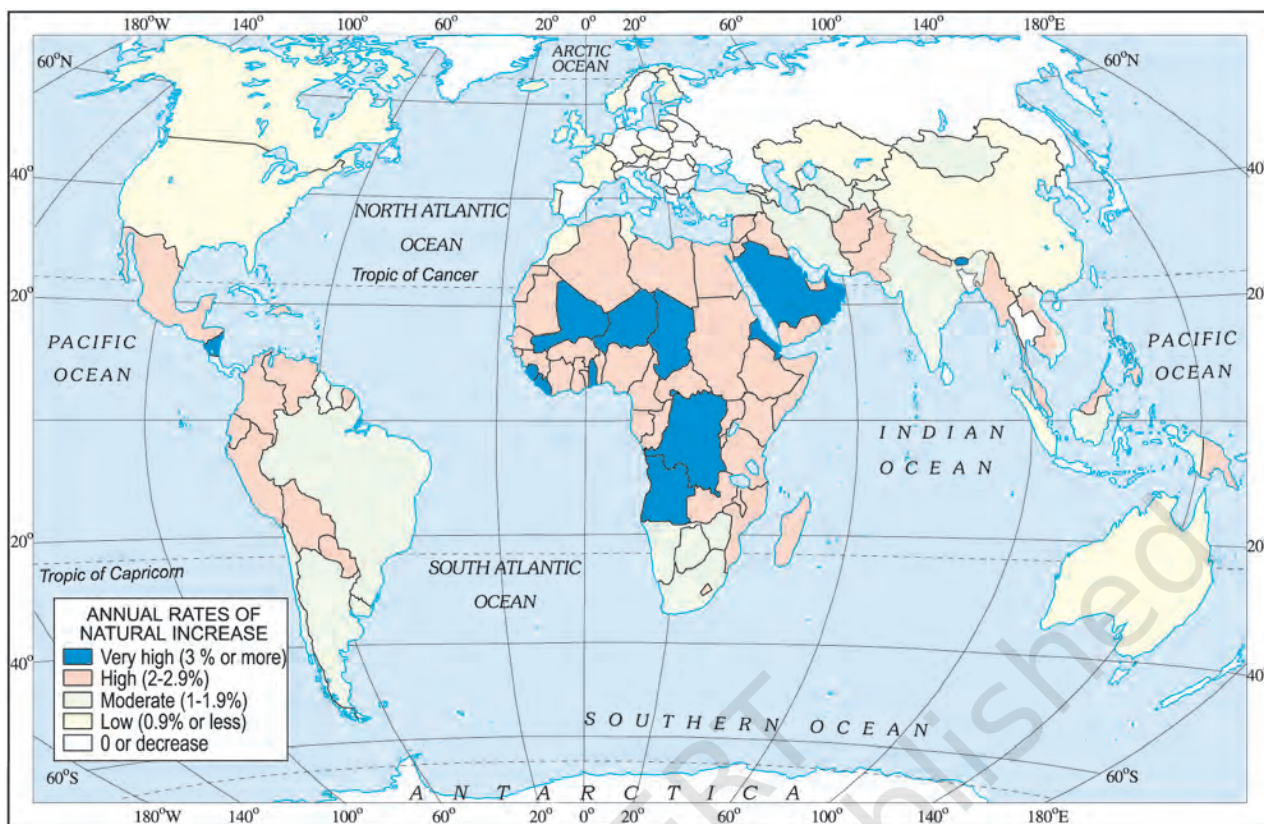 180°W 140° 100° 60° 20° 0° 20° 60° 100° 140° 180°E
ARCTIC
OCEAN
60°N
60°N
40°
40°
NORTH ATLANTIC
OCEAN
Tropic of Cancer
20°
20°
PACIFIC
OCEAN
PACIFIC
OCEAN
INDIAN
OCEAN
20°
20°
Tropic of Capricorn
SOUTH ATLANTIC
OCEAN
ANNUAL RATES OF
NATURAL INCREASE
Very high (3 % or more)
High (2-2.9%)
Moderate (1-1.9%)
Low (0.9% or less)
0 or decrease
40°
40°
SOUTHERN OCEAN
60°S
60°S
ANTARCTICA
180°W 140° 100° 60° 20° 0° 20° 60° 100° 140° 180°E